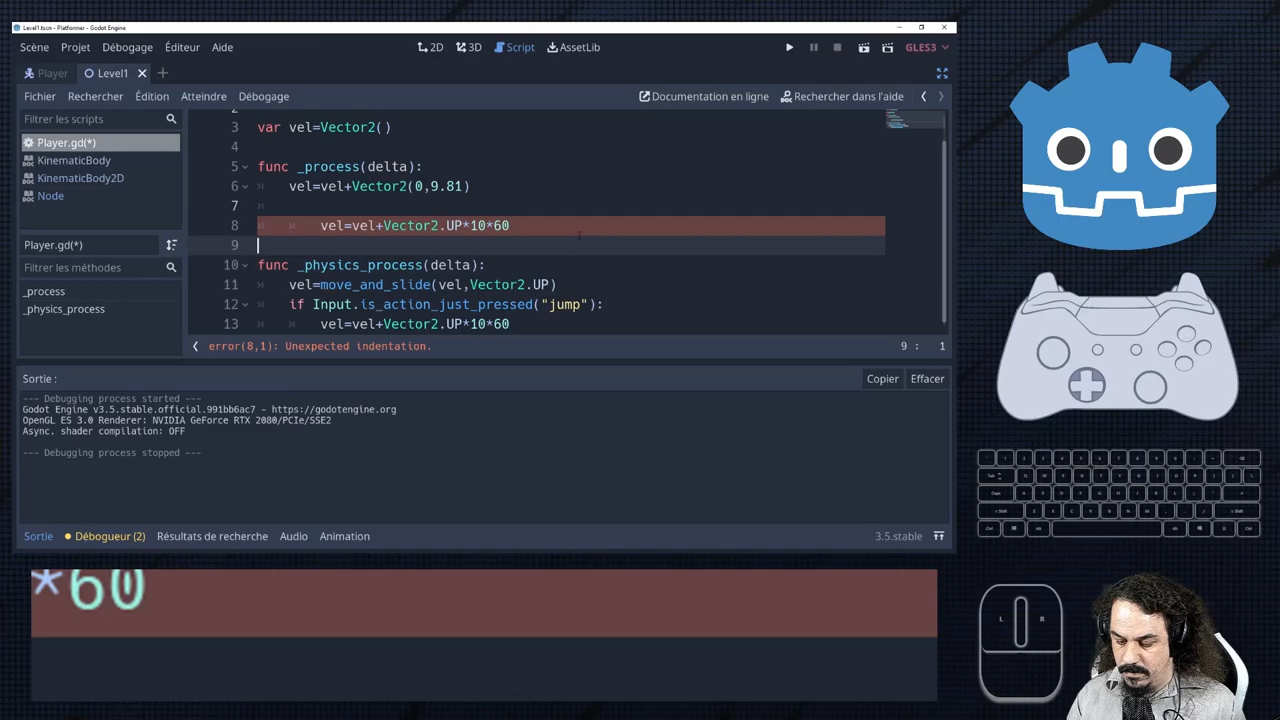 Level1.tscn - Platformer - Godot Engine
Scène Projet Débogage Éditeur Aide
2D 3D Script AssetLib
GLES3
Player Level1
Fichier Rechercher Édition Atteindre Débogage
Documentation en ligne Rechercher dans l'aide
Filtrer les scripts
Player.gd(*)
KinematicBody
KinematicBody2D
Node
Player.gd(*)
Filtrer les méthodes
_process
_physics_process
2
3 var vel=Vector2()
4
5 func _process(delta):
6 vel=vel+Vector2(0,9.81)
7
8 vel=vel+Vector2.UP*10*60
9
10 func _physics_process(delta):
11 vel=move_and_slide(vel,Vector2.UP)
12 if Input.is_action_just_pressed("jump"):
13 vel=vel+Vector2.UP*10*60
error(8,1): Unexpected indentation.
9 : 1
Sortie :
Copier Effacer
--- Debugging process started ---
Godot Engine v3.5.stable.official.991bb6ac7 - https://godotengine.org
OpenGL ES 3.0 Renderer: NVIDIA GeForce RTX 2080/PCIe/SSE2
Async. shader compilation: OFF
--- Debugging process stopped ---
Sortie Débogueur (2) Résultats de recherche Audio Animation
3.5.stable
*60
L R